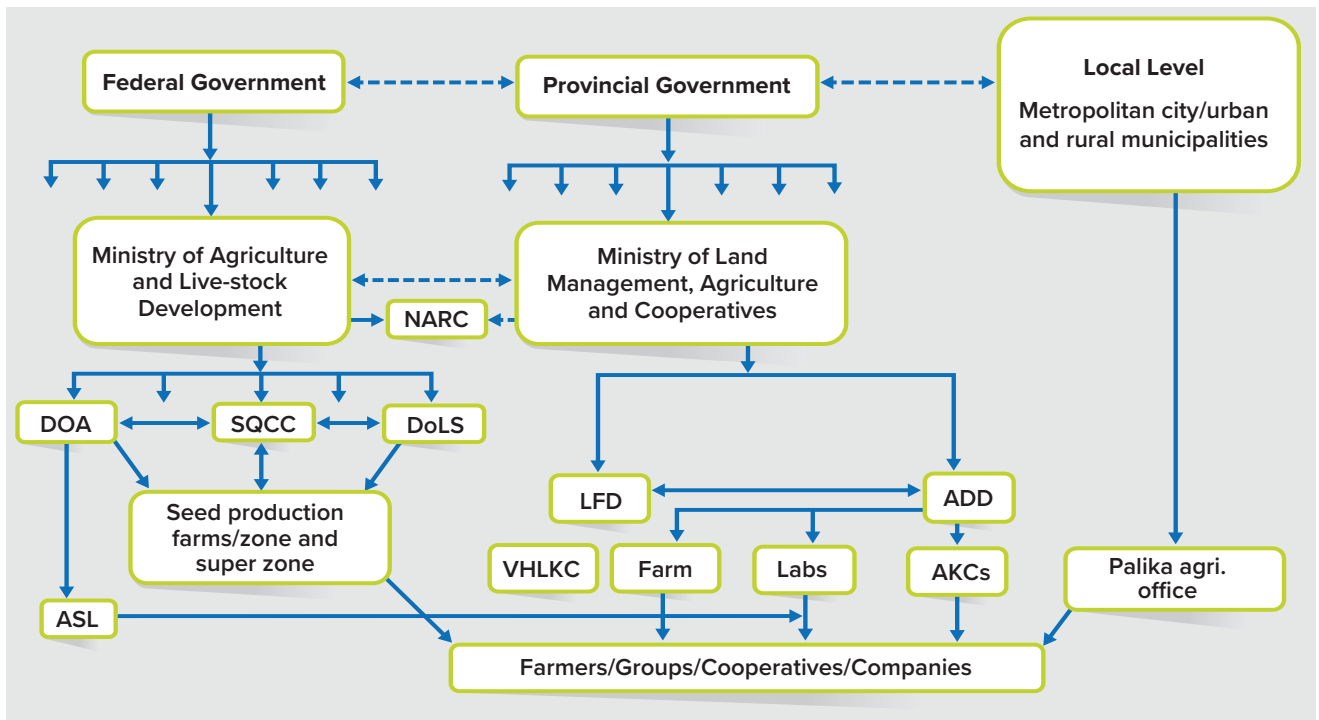 Federal Government
Provincial Government
Local Level
Metropolitan city/urban
and rural municipalities
Ministry of Agriculture
and Live-stock
Development
Ministry of Land
Management, Agriculture
and Cooperatives
NARC
DOA
SQCC
DoLS
LFD
ADD
Seed production
farms/zone and
super zone
VHLKC
Farm
Labs
AKCs
Palika agri.
office
ASL
Farmers/Groups/Cooperatives/Companies